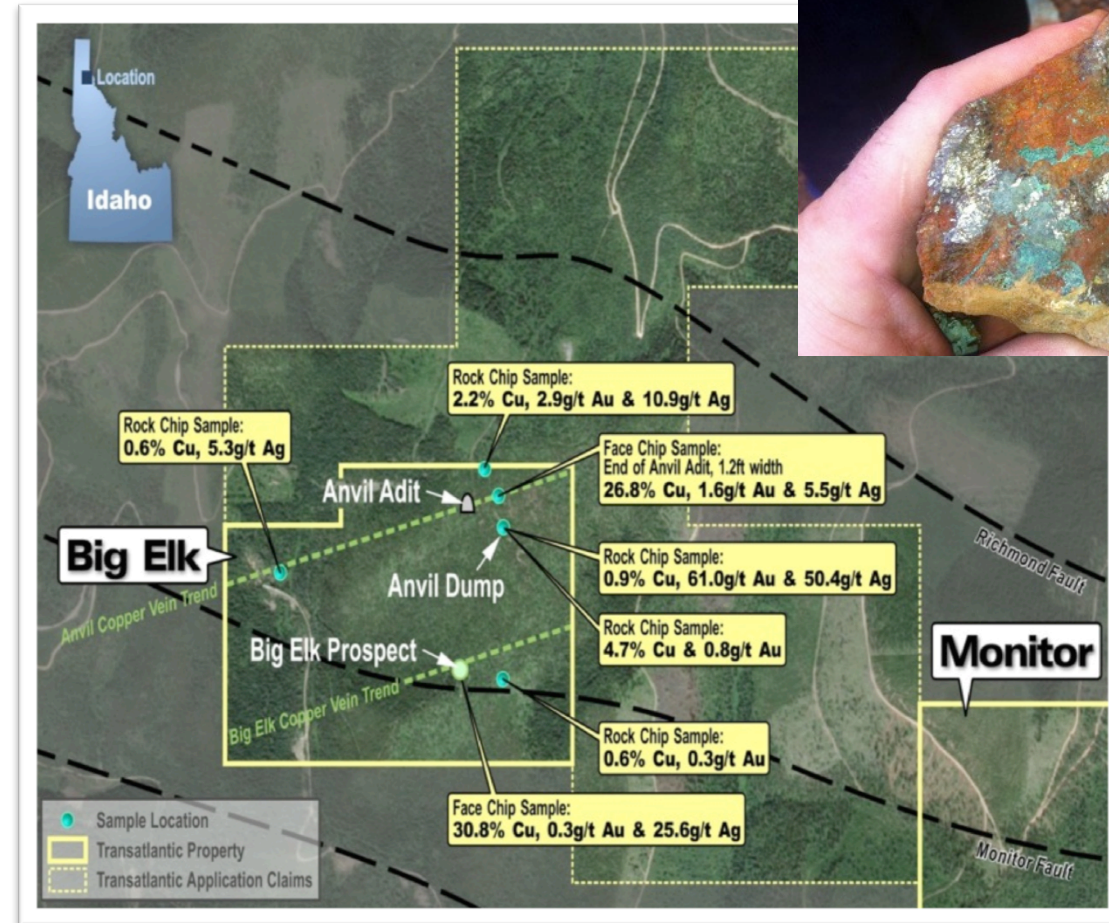 Location
Idaho
Rock Chip Sample:
2.2% Cu, 2.9g/t Au & 10.9g/t Ag
Rock Chip Sample:
0.6% Cu, 5.3g/t Ag
Face Chip Sample:
End of Anvil Adit, 1.2ft width
26.8% Cu, 1.6g/t Au & 5.5g/t Ag
Anvil Adit
Big Elk
Anvil Dump
Richmond Fault
Rock Chip Sample:
0.9% Cu, 61.0g/t Au & 50.4g/t Ag
Anvil Copper Vein Trend
Rock Chip Sample:
4.7% Cu & 0.8g/t Au
Big Elk Prospect
Monitor
Big Elk Copper Vein Trend
Rock Chip Sample:
0.6% Cu, 0.3g/t Au
Face Chip Sample:
30.8% Cu, 0.3g/t Au & 25.6g/t Ag
Monitor Fault
Sample Location
Transatlantic Property
Transatlantic Application Claims